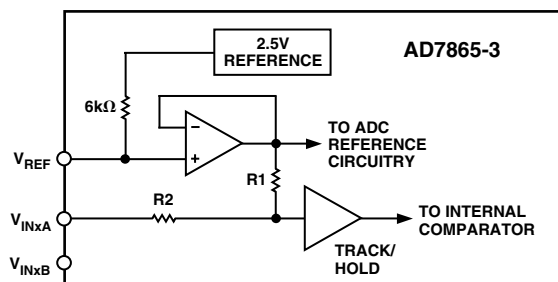 2.5V
REFERENCE
AD7865-3
6kΩ
−
+
TO ADC
REFERENCE
CIRCUITRY
VREF
R1
R2
VINxA
TO INTERNAL
COMPARATOR
TRACK/
HOLD
VINxB